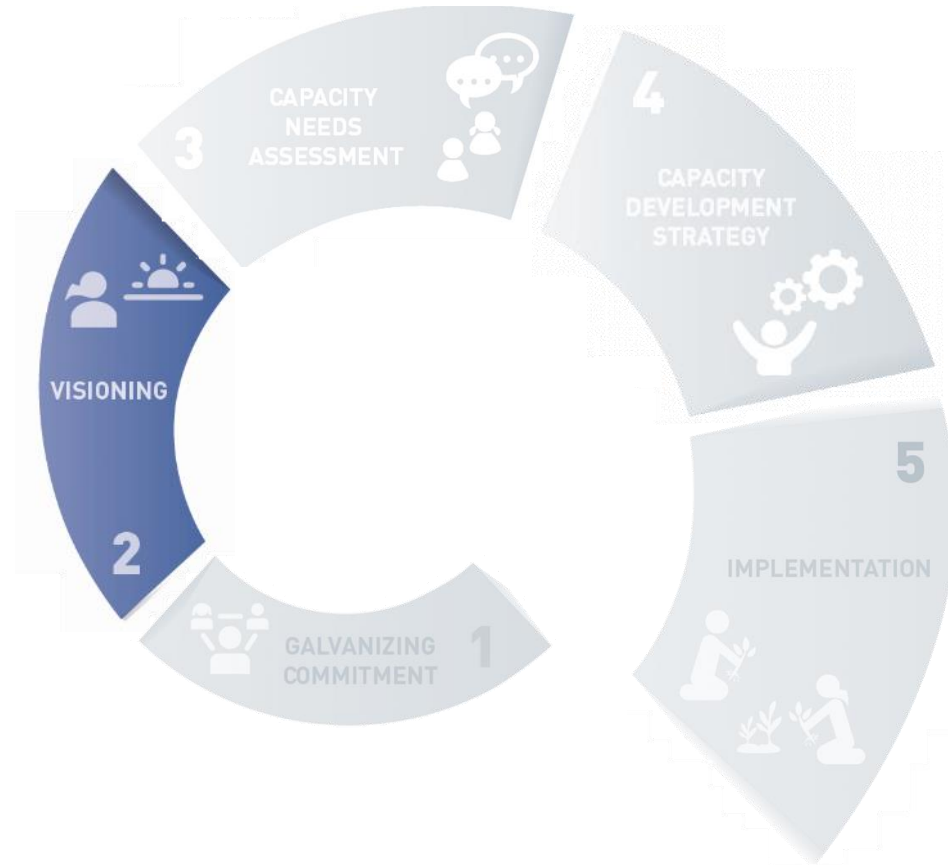 1
GALVANIZING
COMMITMENT
2
VISIONING
3
CAPACITY
NEEDS
ASSESSMENT
4
CAPACITY
DEVELOPMENT
STRATEGY
5
IMPLEMENTATION